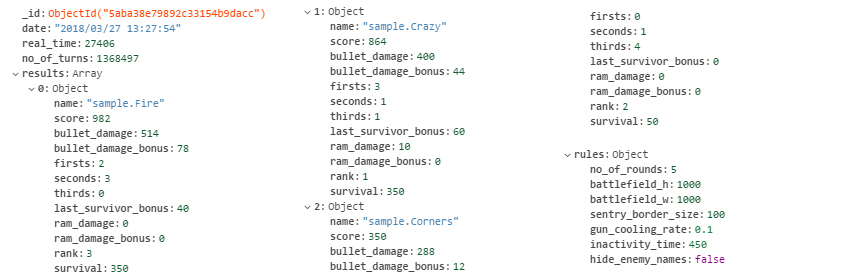 _id: ObjectId("5aba38e79892c33154b9dacc")
date: "2018/03/27 13:27:54"
real_time: 27406
no_of_turns: 1368497
results: Array
0: Object
name: "sample.Fire"
score: 982
bullet_damage: 514
bullet_damage_bonus: 78
firsts: 2
seconds: 3
thirds: 0
last_survivor_bonus: 40
ram_damage: 0
ram_damage_bonus: 0
rank: 3
survival: 350
1: Object
name: "sample.Crazy"
score: 864
bullet_damage: 400
bullet_damage_bonus: 44
firsts: 3
seconds: 1
thirds: 1
last_survivor_bonus: 60
ram_damage: 10
ram_damage_bonus: 0
rank: 1
survival: 350
2: Object
name: "sample.Corners"
score: 350
bullet_damage: 288
bullet_damage_bonus: 12
firsts: 0
seconds: 1
thirds: 4
last_survivor_bonus: 0
ram_damage: 0
ram_damage_bonus: 0
rank: 2
survival: 50
rules: Object
no_of_rounds: 5
battlefield_h: 1000
battlefield_w: 1000
sentry_border_size: 100
gun_cooling_rate: 0.1
inactivity_time: 450
hide_enemy_names: false